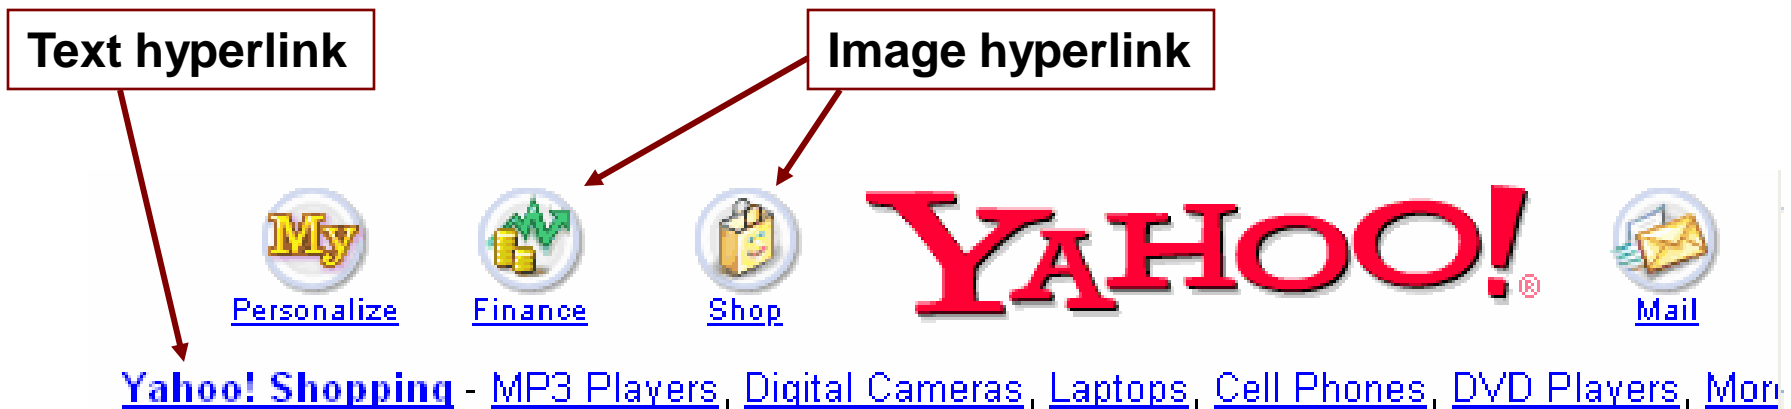 Text hyperlink
Image hyperlink
My
YAHOO!®
Personalize
Finance
Shop
Mail
Yahoo! Shopping - MP3 Players, Digital Cameras, Laptops, Cell Phones, DVD Players,